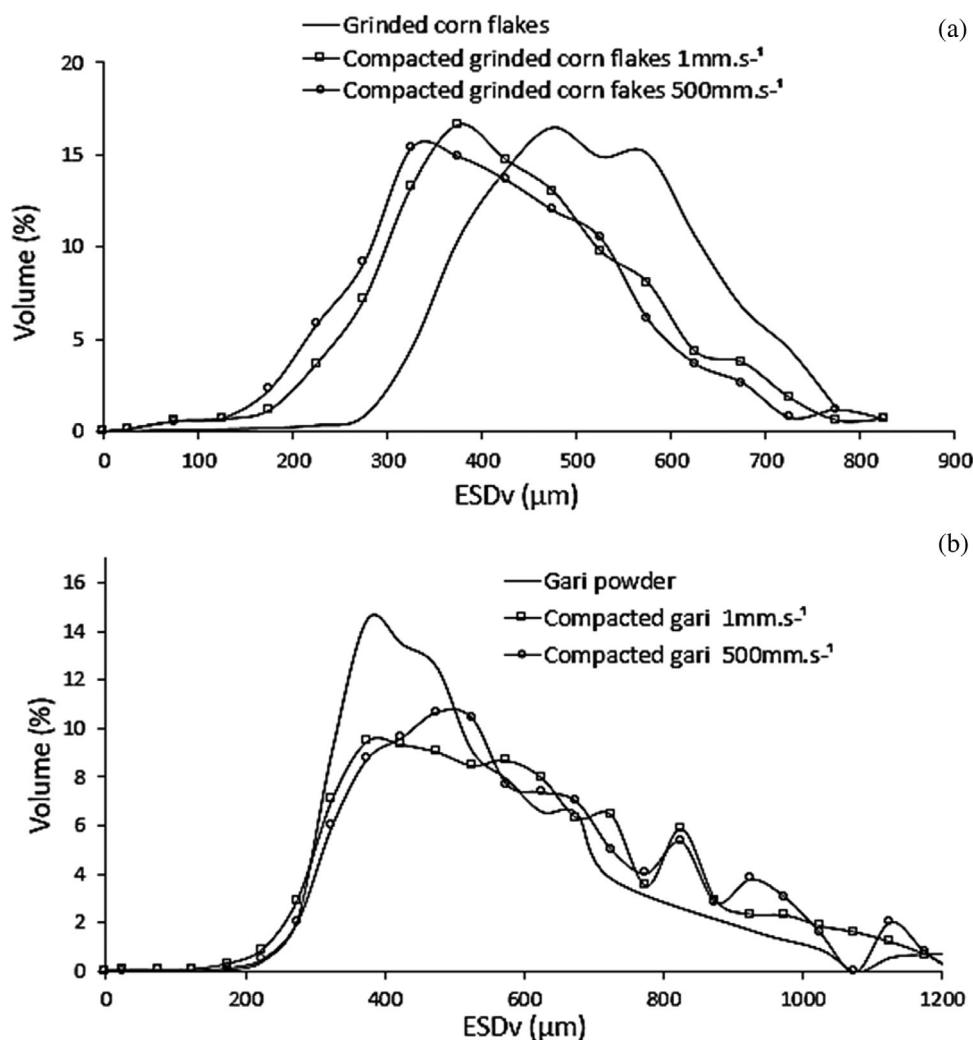 (a)
Grinded corn flakes
Compacted grinded corn flakes 1mm.s-¹
Compacted grinded corn fakes 500mm.s-¹
20
15
10
5
0
Volume (%)
0 100 200 300 400 500 600 700 800 900
ESDv (µm)
(b)
Gari powder
Compacted gari 1mm.s-¹
Compacted gari 500mm.s-¹
16
14
12
10
8
6
4
2
0
Volume (%)
0 200 400 600 800 1000 1200
ESDv (µm)